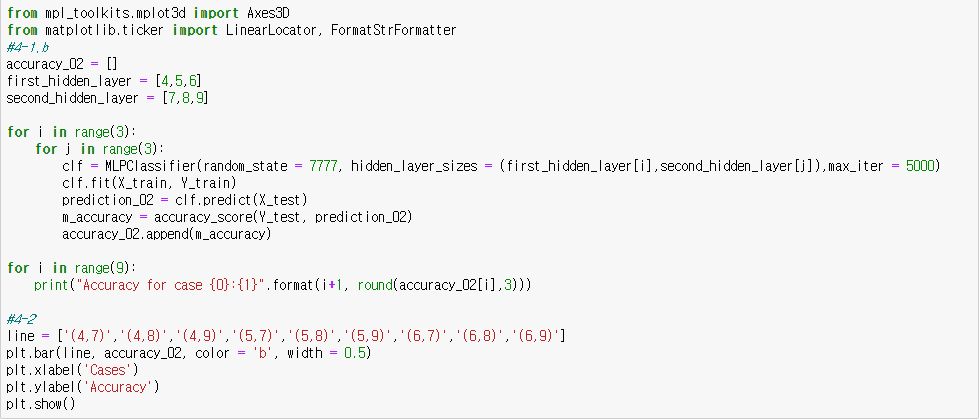 from mpl_toolkits.mplot3d import Axes3D
from matplotlib.ticker import LinearLocator, FormatStrFormatter
#4-1.b
accuracy_02 = []
first_hidden_layer = [4,5,6]
second_hidden_layer = [7,8,9]
for i in range(3):
    for j in range(3):
        clf = MLPClassifier(random_state = 7777, hidden_layer_sizes = (first_hidden_layer[i],second_hidden_layer[j]),max_iter = 5000)
        clf.fit(X_train, Y_train)
        prediction_02 = clf.predict(X_test)
        m_accuracy = accuracy_score(Y_test, prediction_02)
        accuracy_02.append(m_accuracy)
for i in range(9):
    print("Accuracy for case {0}:{1}".format(i+1, round(accuracy_02[i],3)))
#4-2
line = ['(4,7)','(4,8)','(4,9)','(5,7)','(5,8)','(5,9)','(6,7)','(6,8)','(6,9)']
plt.bar(line, accuracy_02, color = 'b', width = 0.5)
plt.xlabel('Cases')
plt.ylabel('Accuracy')
plt.show()